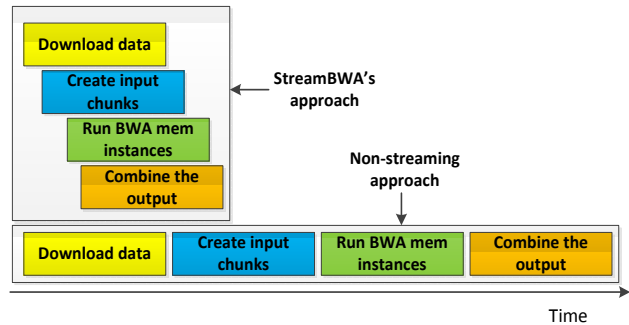 Download data
Create input
chunks
Run BWA mem
instances
Combine the
output
StreamBWA's
approach
Non-streaming
approach
Download data
Create input
chunks
Run BWA mem
instances
Combine the
output
Time